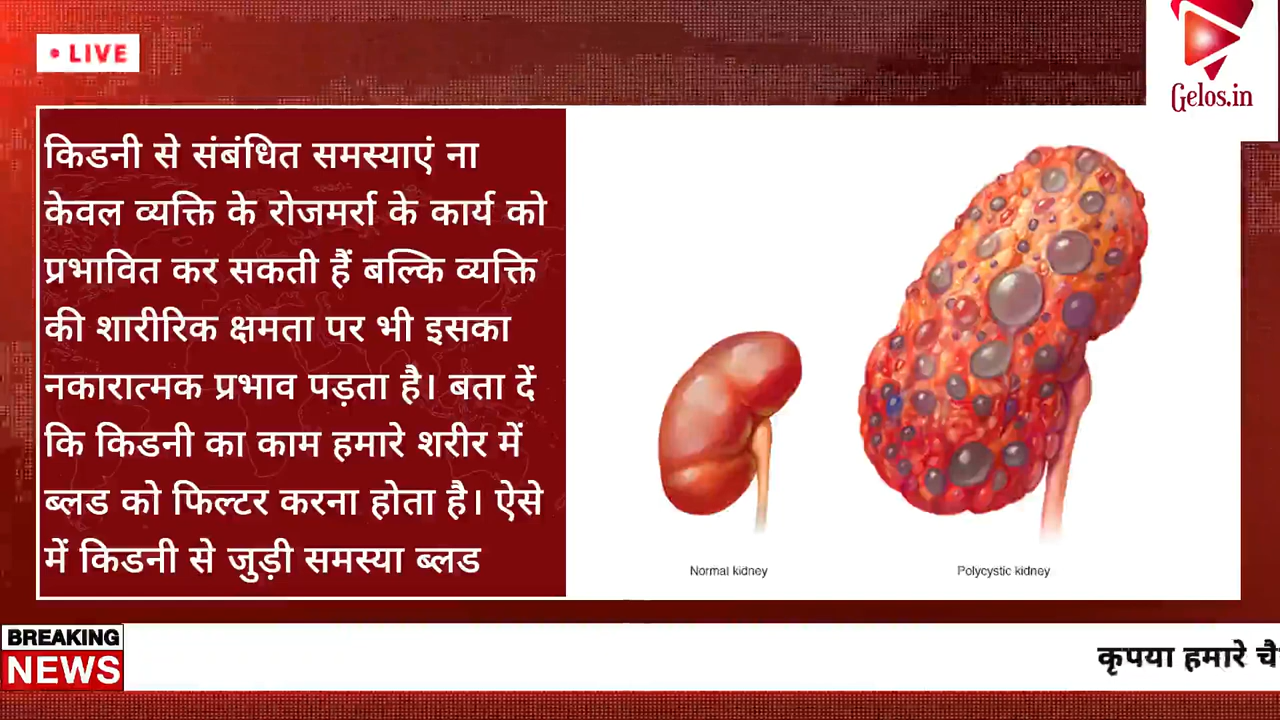 • LIVE
Gelos.in
किडनी से संबंधित समस्याएं ना
केवल व्यक्ति के रोजमर्रा के कार्य को
प्रभावित कर सकती हैं बल्कि व्यक्ति
की शारीरिक क्षमता पर भी इसका
नकारात्मक प्रभाव पड़ता है। बता दें
कि किडनी का काम हमारे शरीर में
ब्लड को फिल्टर करना होता है। ऐसे
में किडनी से जुड़ी समस्या ब्लड
Normal kidney
Polycystic kidney
BREAKING
NEWS
कृपया हमारे चै